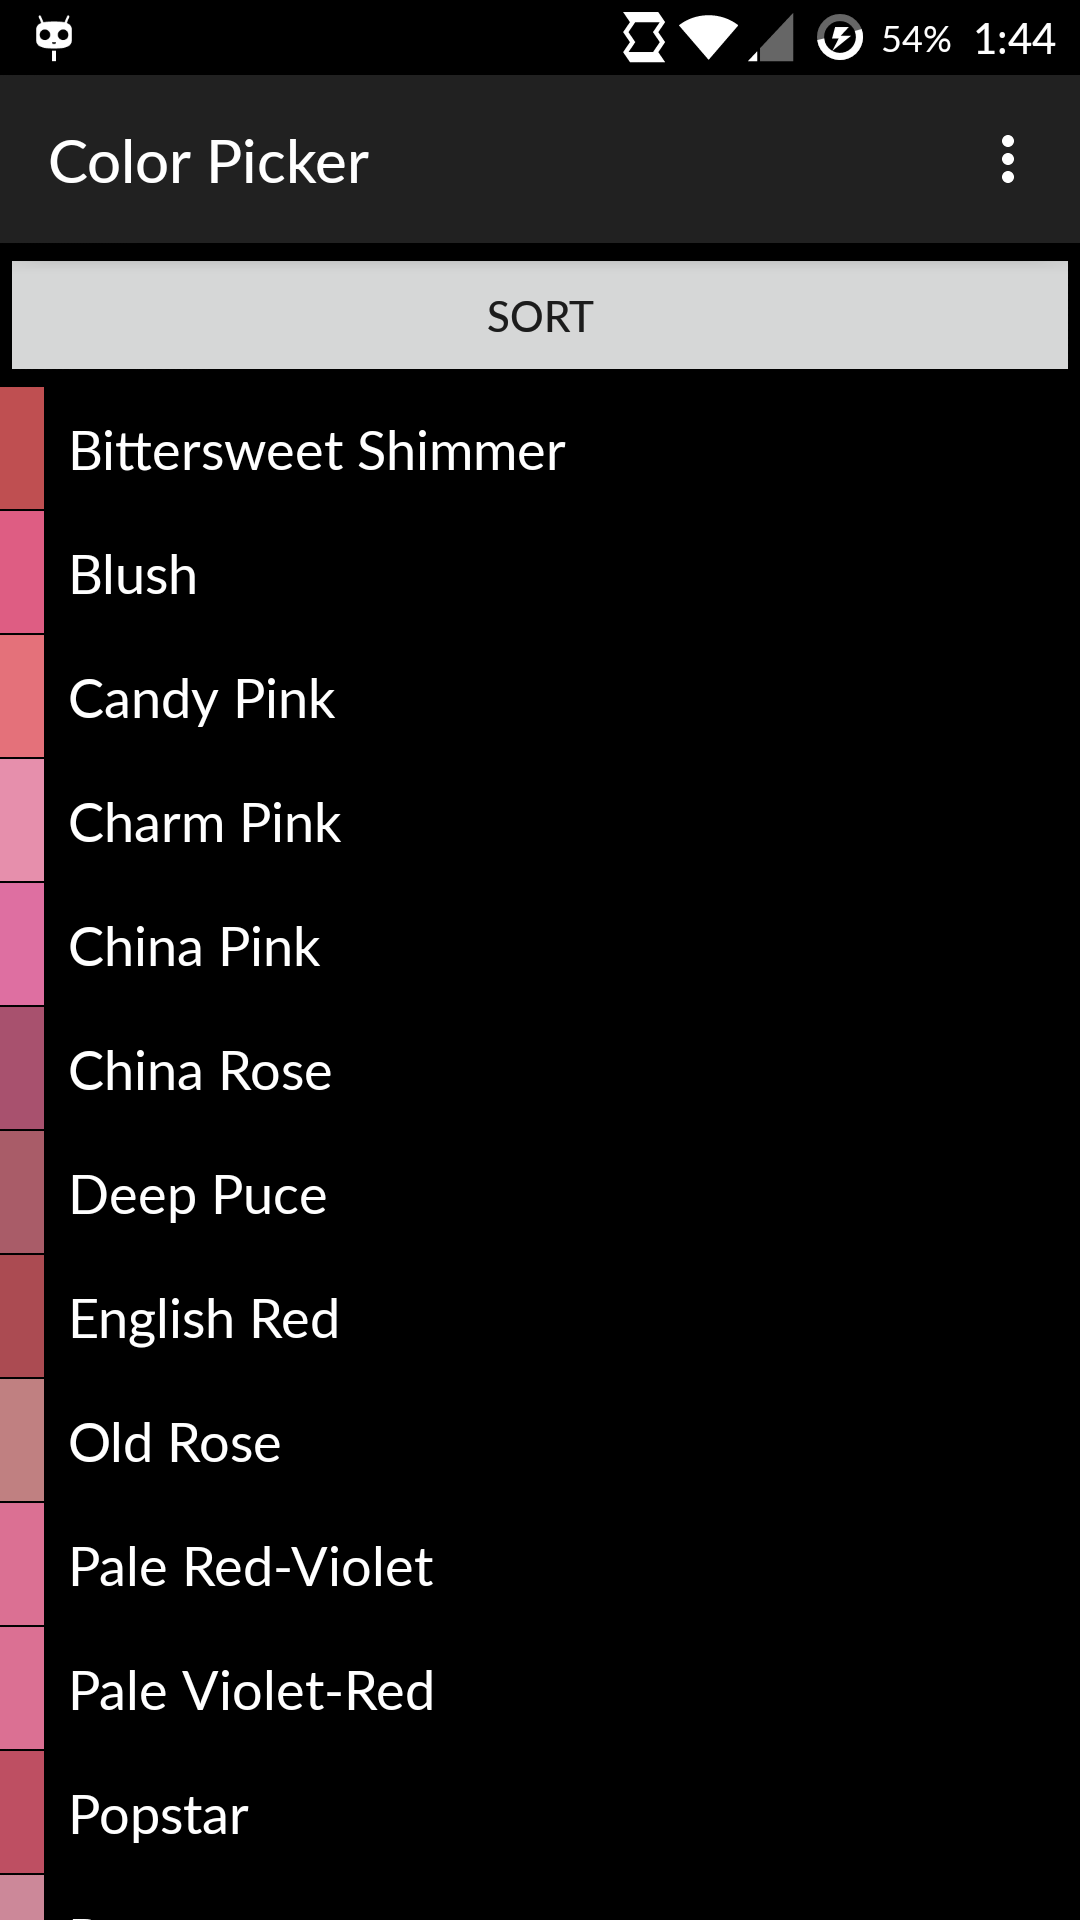 54% 1:44
Color Picker
SORT
Bittersweet Shimmer
Blush
Candy Pink
Charm Pink
China Pink
China Rose
Deep Puce
English Red
Old Rose
Pale Red-Violet
Pale Violet-Red
Popstar